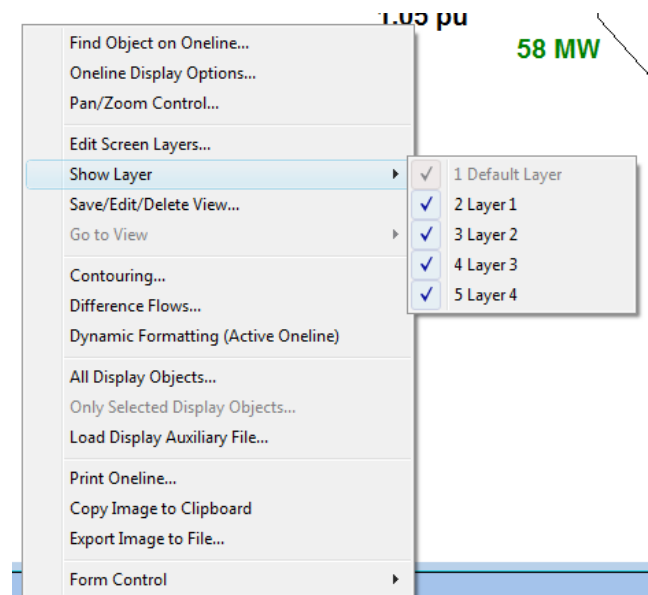 1.05 pu
58 MW
Find Object on Oneline...
Oneline Display Options...
Pan/Zoom Control...
Edit Screen Layers...
Show Layer
1 Default Layer
2 Layer 1
3 Layer 2
4 Layer 3
5 Layer 4
Save/Edit/Delete View...
Go to View
Contouring...
Difference Flows...
Dynamic Formatting (Active Oneline)
All Display Objects...
Only Selected Display Objects...
Load Display Auxiliary File...
Print Oneline...
Copy Image to Clipboard
Export Image to File...
Form Control